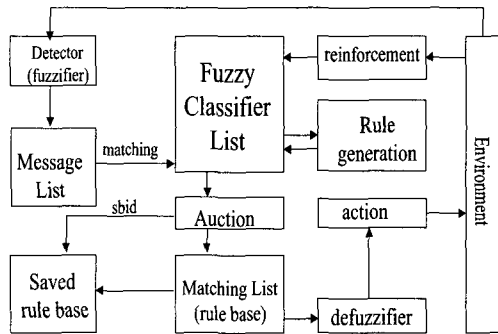 Detector
(fuzzifier)
Fuzzy
Classifier
List
reinforcement
Rule
generation
Environment
Message
List
matching
sbid
Auction
action
Saved
rule base
Matching List
(rule base)
defuzzifier